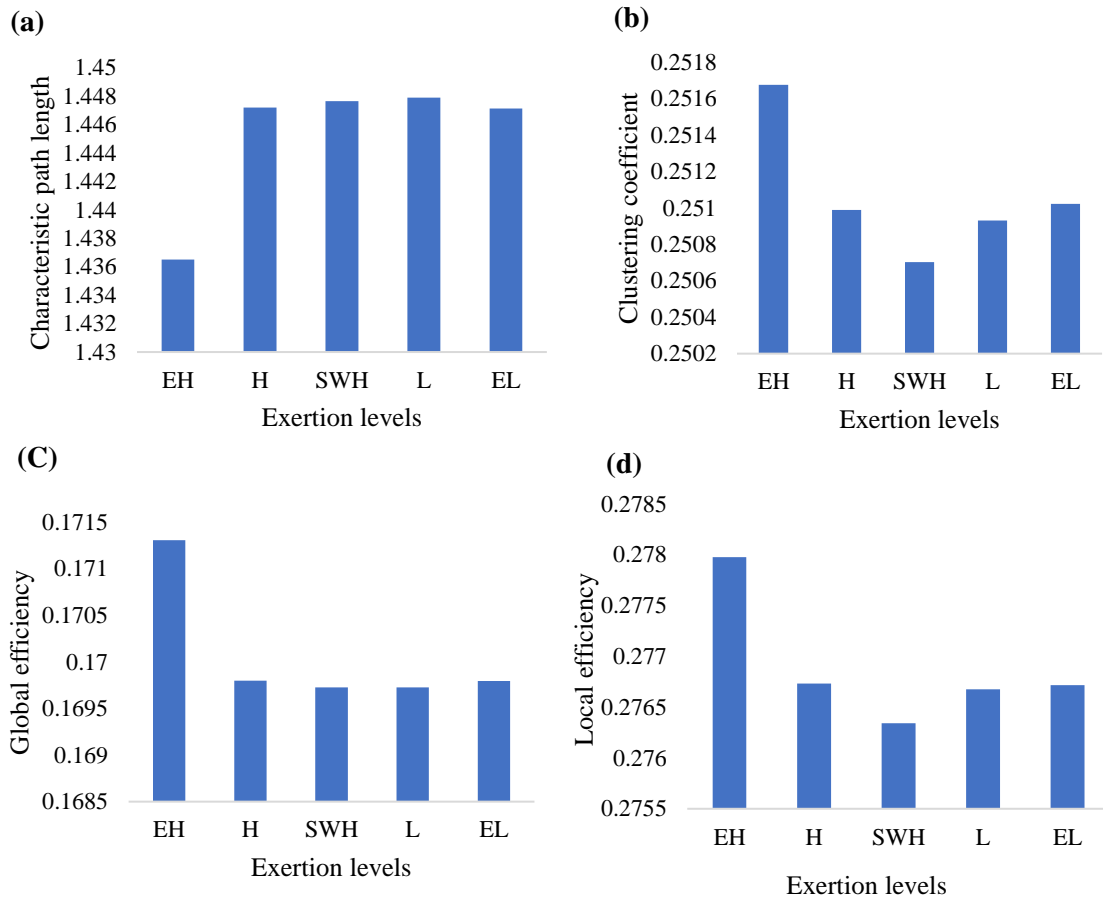 (a)
Characteristic path length
1.45
1.448
1.446
1.444
1.442
1.44
1.438
1.436
1.434
1.432
1.43
EH H SWH L EL
Exertion levels
(b)
Clustering coefficient
0.2518
0.2516
0.2514
0.2512
0.251
0.2508
0.2506
0.2504
0.2502
EH H SWH L EL
Exertion levels
(C)
Global efficiency
0.1715
0.171
0.1705
0.17
0.1695
0.169
0.1685
EH H SWH L EL
Exertion levels
(d)
Local efficiency
0.2785
0.278
0.2775
0.277
0.2765
0.276
0.2755
EH H SWH L EL
Exertion levels